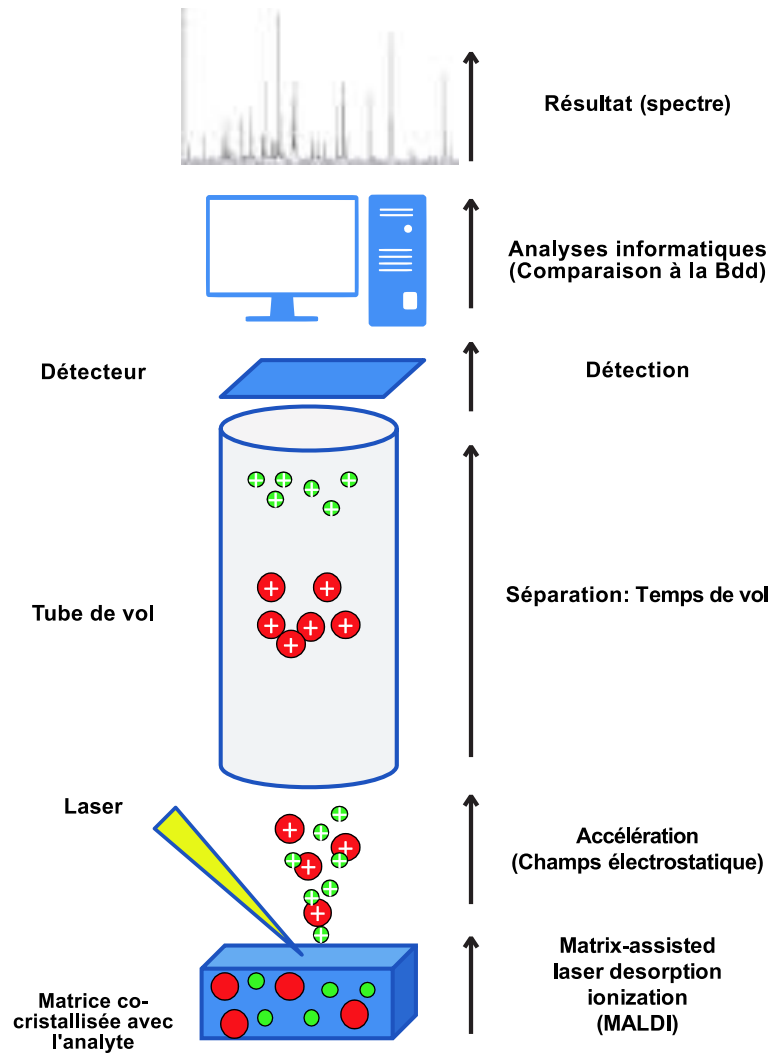 Résultat (spectre)
Analyses informatiques
(Comparaison à la Bdd)
Détecteur
Détection
Tube de vol
Séparation: Temps de vol
Laser
Accélération
(Champs électrostatique)
Matrice co-
cristallisée avec
l'analyte
Matrix-assisted
laser desorption
ionization
(MALDI)